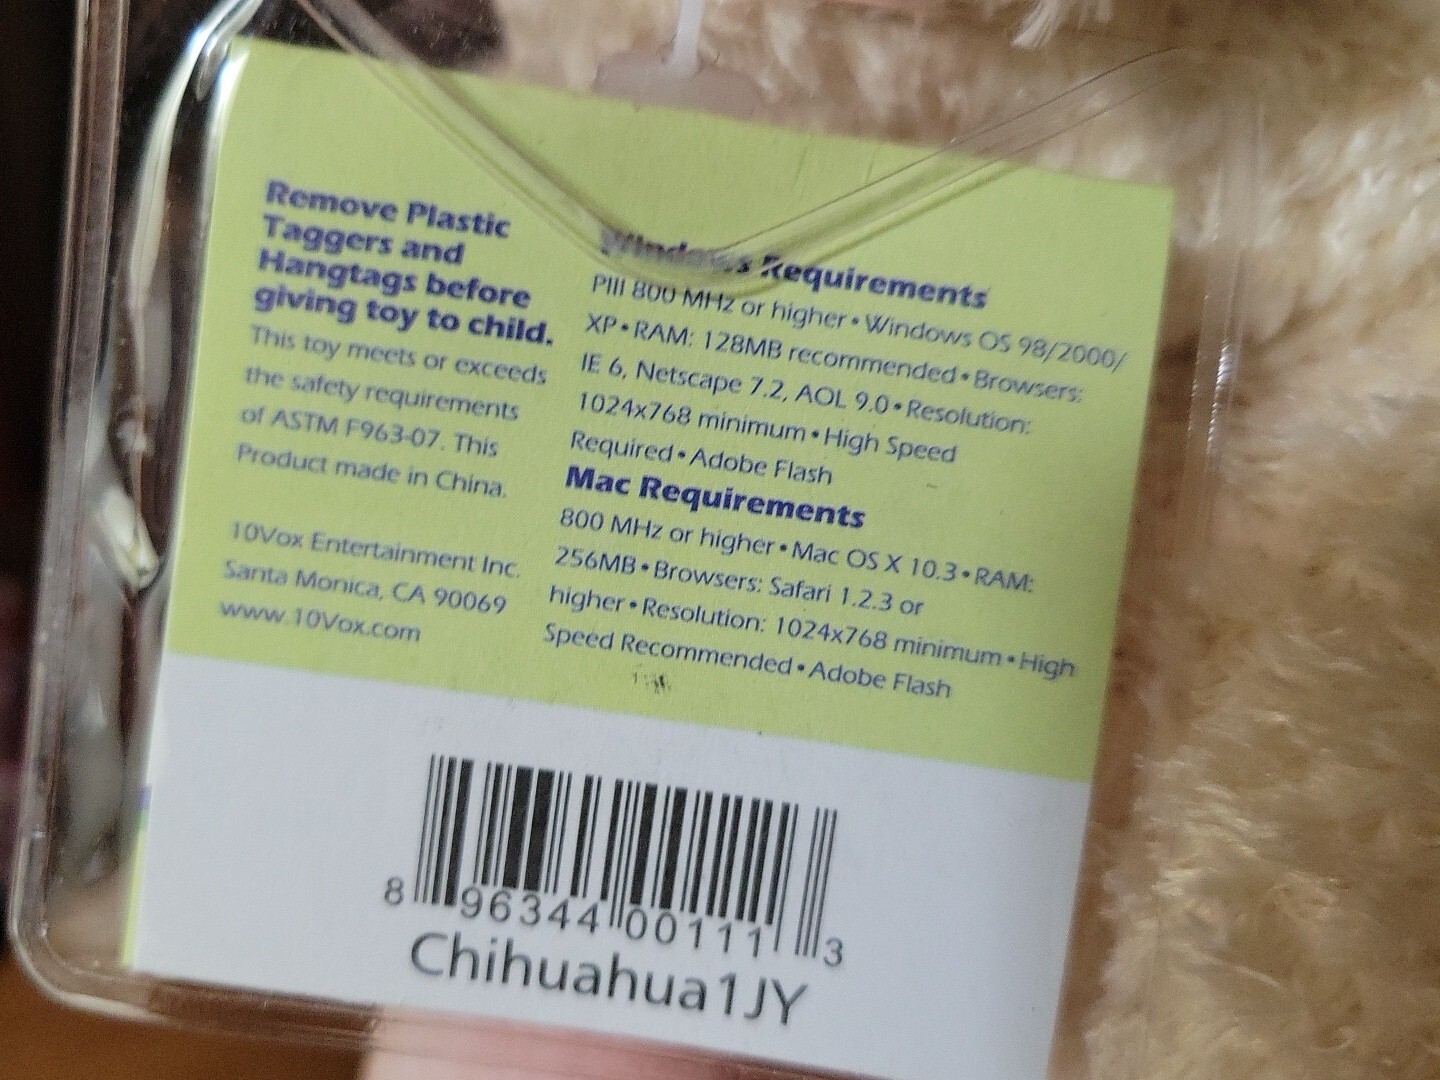 Remove Plastic
Taggers and
Hangtags before
giving toy to child.
This toy meets or exceeds
the safety requirements
of ASTM F963-07. This
Product made in China.
10Vox Entertainment Inc.
Santa Monica, CA 90069
www.10Vox.com
Windows Requirements
PIII 800 MHz or higher • Windows OS 98/2000/
XP • RAM: 128MB recommended • Browsers:
IE 6, Netscape 7.2, AOL 9.0 • Resolution:
1024x768 minimum • High Speed
Required • Adobe Flash
Mac Requirements
800 MHz or higher • Mac OS X 10.3 • RAM:
256MB • Browsers: Safari 1.2.3 or
higher • Resolution: 1024x768 minimum • High
Speed Recommended • Adobe Flash
8 96344 00111 3
Chihuahua1JY